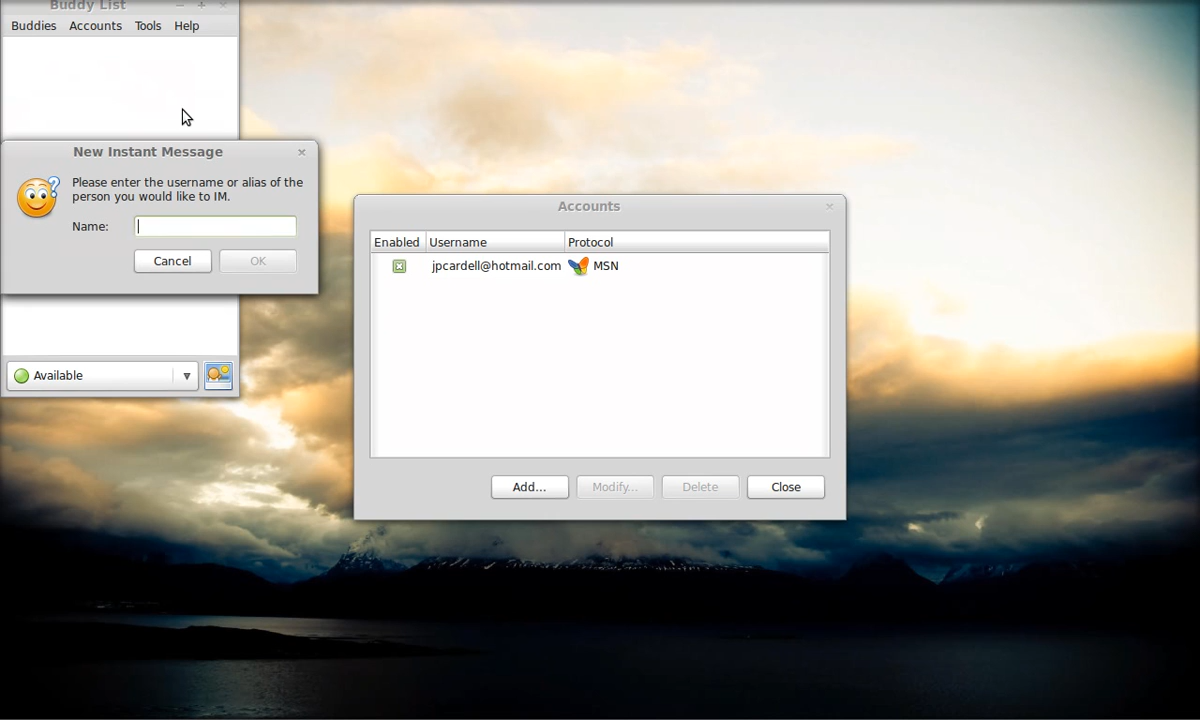 Buddy List
Buddies Accounts Tools Help
New Instant Message
Please enter the username or alias of the
person you would like to IM.
Name:
Cancel OK
Available
Accounts
Enabled Username Protocol
jpcardell@hotmail.com MSN
Add... Modify... Delete Close